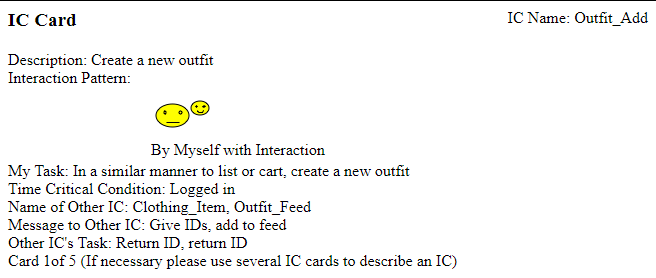 IC Card
IC Name: Outfit_Add
Description: Create a new outfit
Interaction Pattern:
By Myself with Interaction
My Task: In a similar manner to list or cart, create a new outfit
Time Critical Condition: Logged in
Name of Other IC: Clothing_Item, Outfit_Feed
Message to Other IC: Give IDs, add to feed
Other IC's Task: Return ID, return ID
Card 1of 5 (If necessary please use several IC cards to describe an IC)